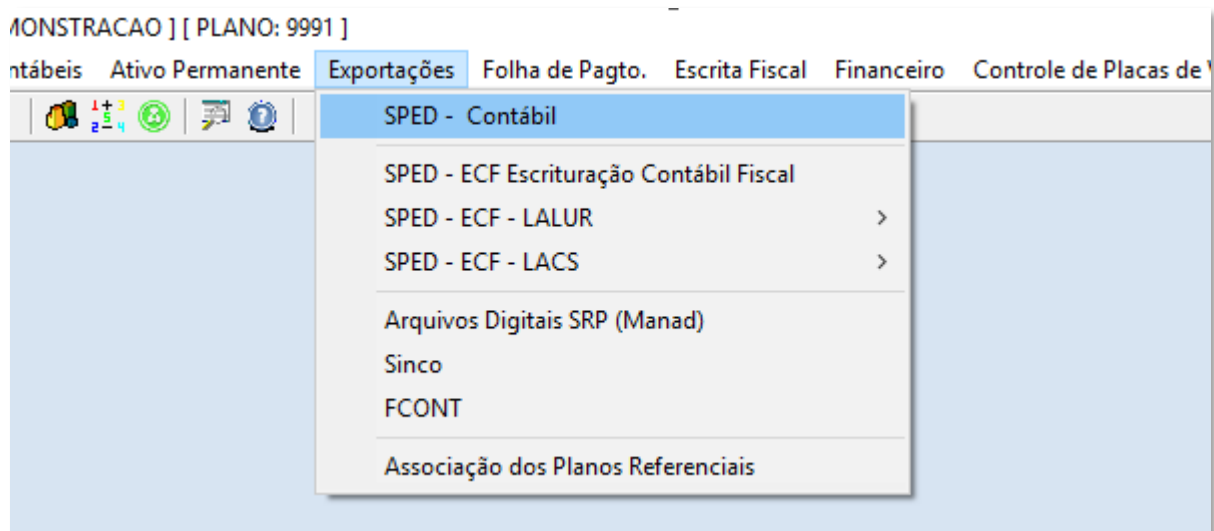 MONSTRACAO ] [ PLANO: 9991 ]
ntábeis Ativo Permanente Exportações Folha de Pagto. Escrita Fiscal Financeiro Controle de Placas de
SPED - Contábil
SPED - ECF Escrituração Contábil Fiscal
SPED - ECF - LALUR
SPED - ECF - LACS
Arquivos Digitais SRP (Manad)
Sinco
FCONT
Associação dos Planos Referenciais